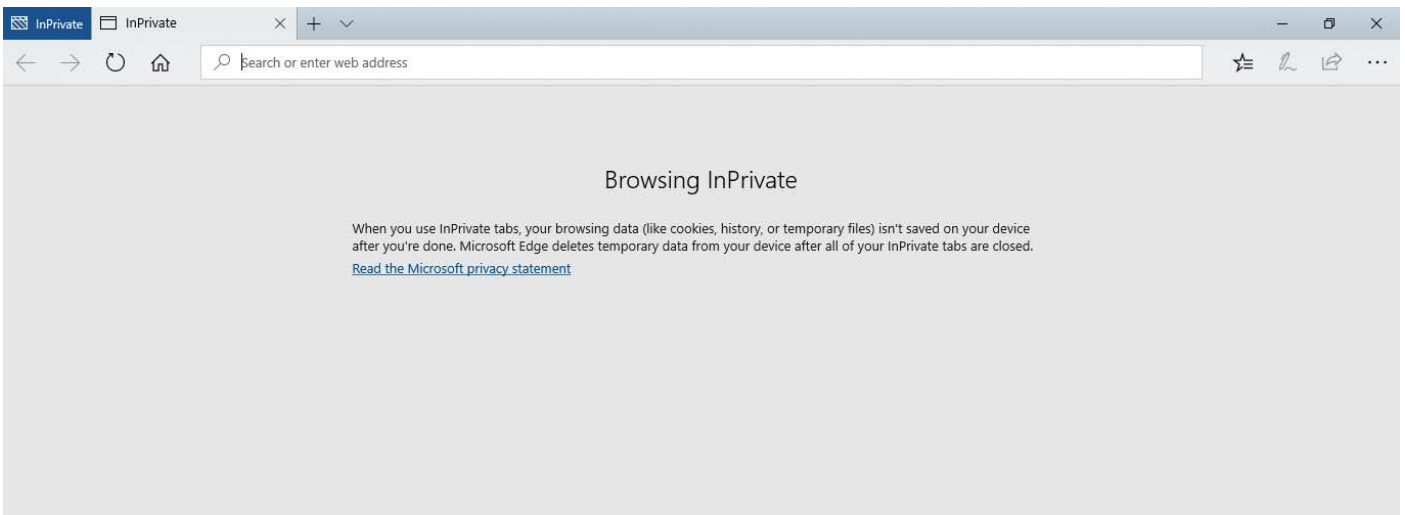 InPrivate InPrivate
Search or enter web address
Browsing InPrivate
When you use InPrivate tabs, your browsing data (like cookies, history, or temporary files) isn't saved on your device
after you're done. Microsoft Edge deletes temporary data from your device after all of your InPrivate tabs are closed.
Read the Microsoft privacy statement